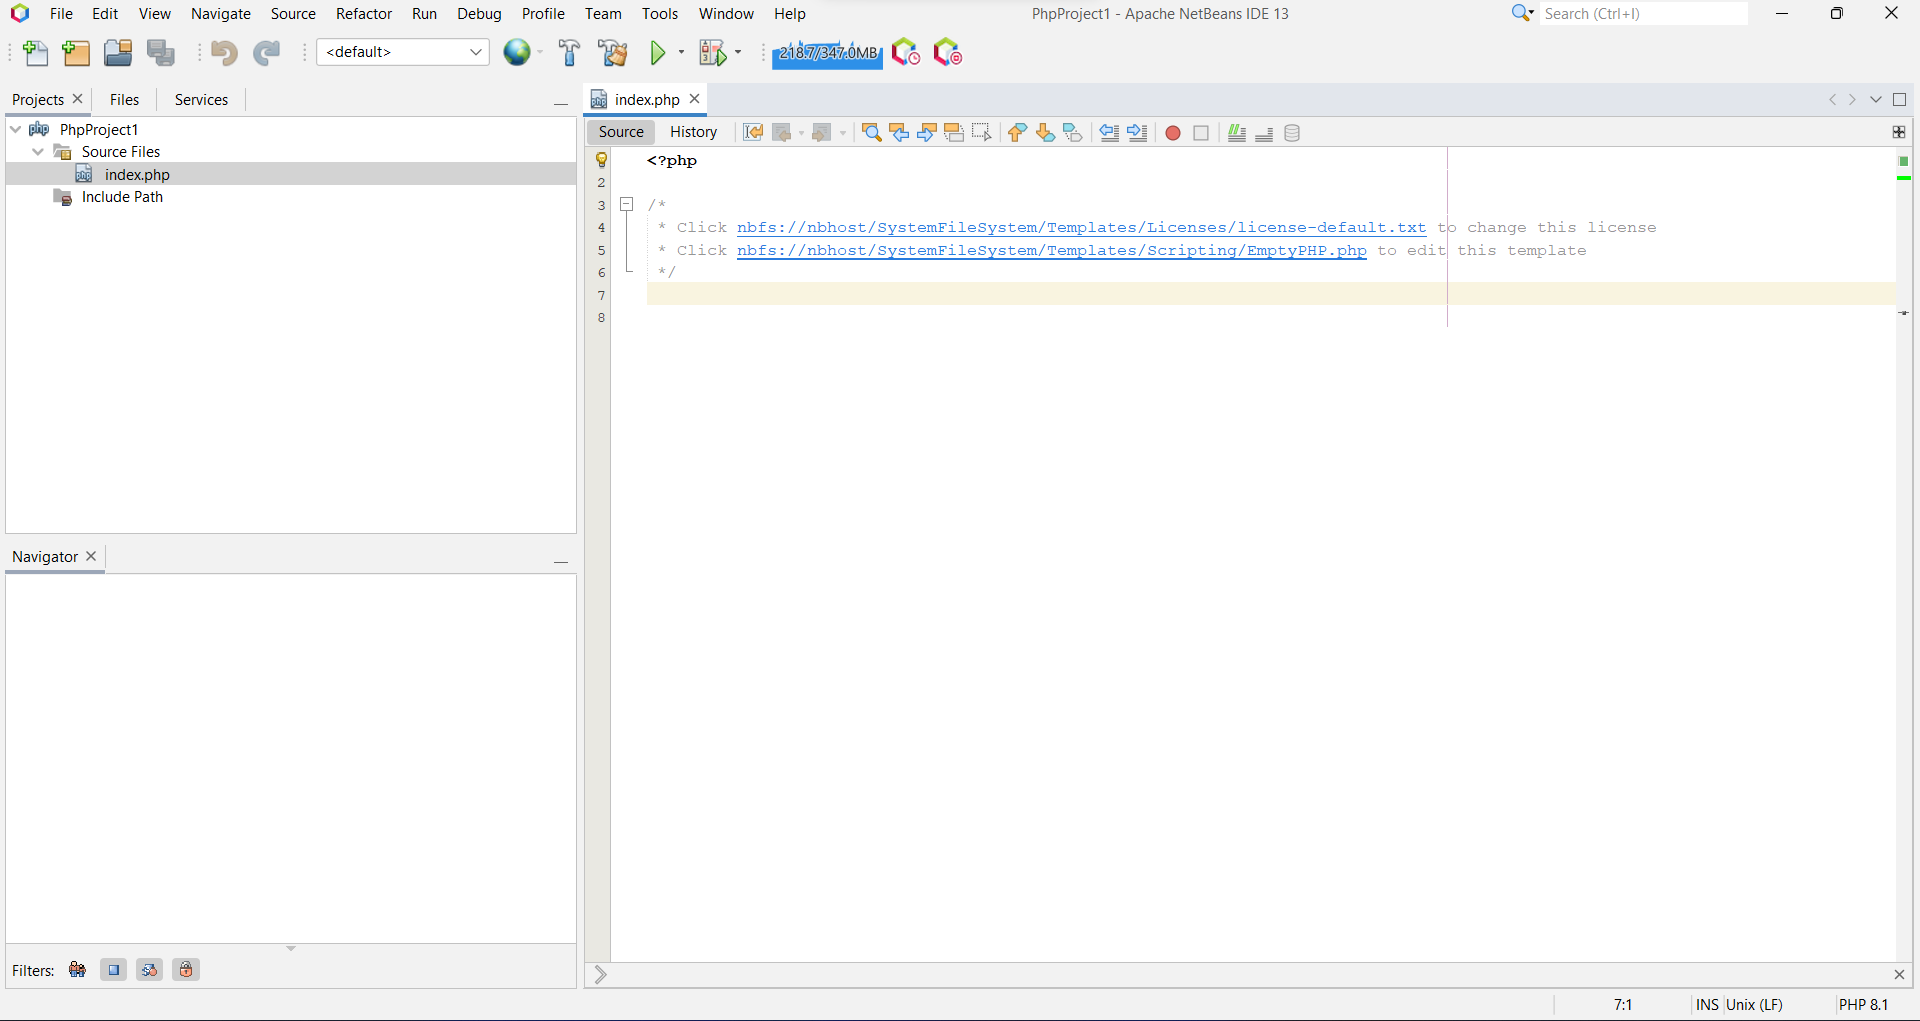 File Edit View Navigate Source Refactor Run Debug Profile Team Tools Window Help PhpProject1 - Apache NetBeans IDE 13 Search (Ctrl+I)
<default> 218.7/347.0MB
Projects Files Services
index.php
PhpProject1
Source Files
index.php
Include Path
Source History
<?php
2
3 /*
4 * Click nbfs://nbhost/SystemFileSystem/Templates/Licenses/license-default.txt to change this license
5 * Click nbfs://nbhost/SystemFileSystem/Templates/Scripting/EmptyPHP.php to edit this template
6 */
7
8
Navigator
Filters:
7:1 INS Unix (LF) PHP 8.1